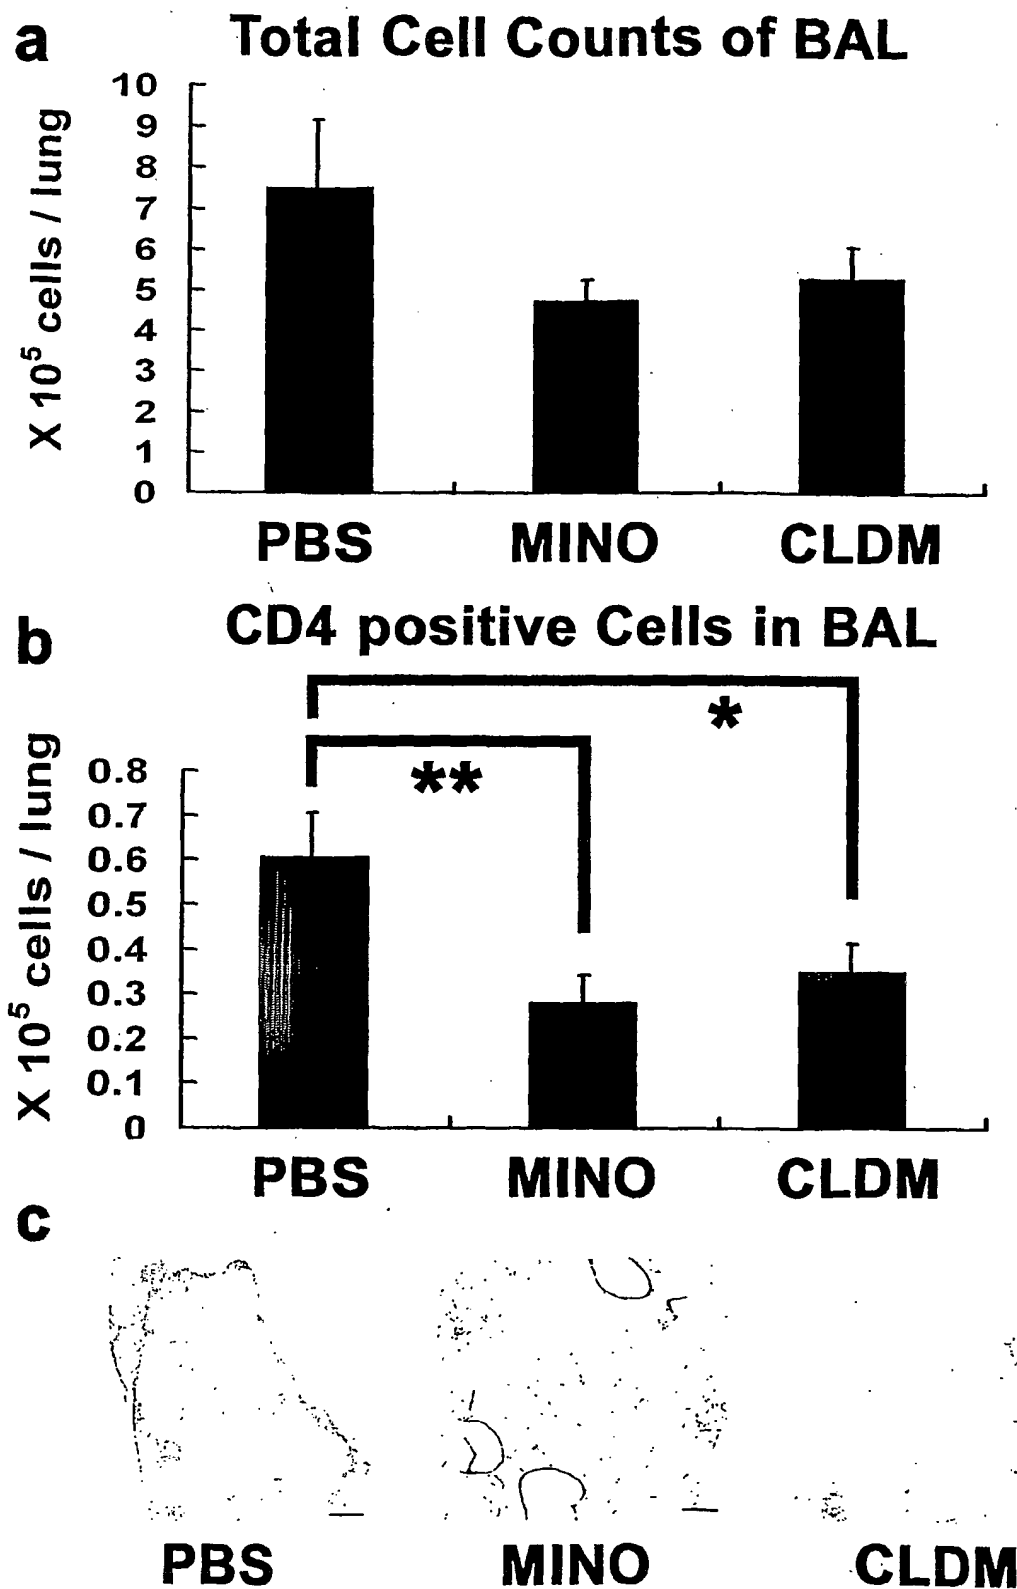 a Total Cell Counts of BAL
X 10⁵ cells / lung
10
9
8
7
6
5
4
3
2
1
0
PBS MINO CLDM
b CD4 positive Cells in BAL
*
**
X 10⁵ cells / lung
0.8
0.7
0.6
0.5
0.4
0.3
0.2
0.1
0
PBS MINO CLDM
c
PBS MINO CLDM